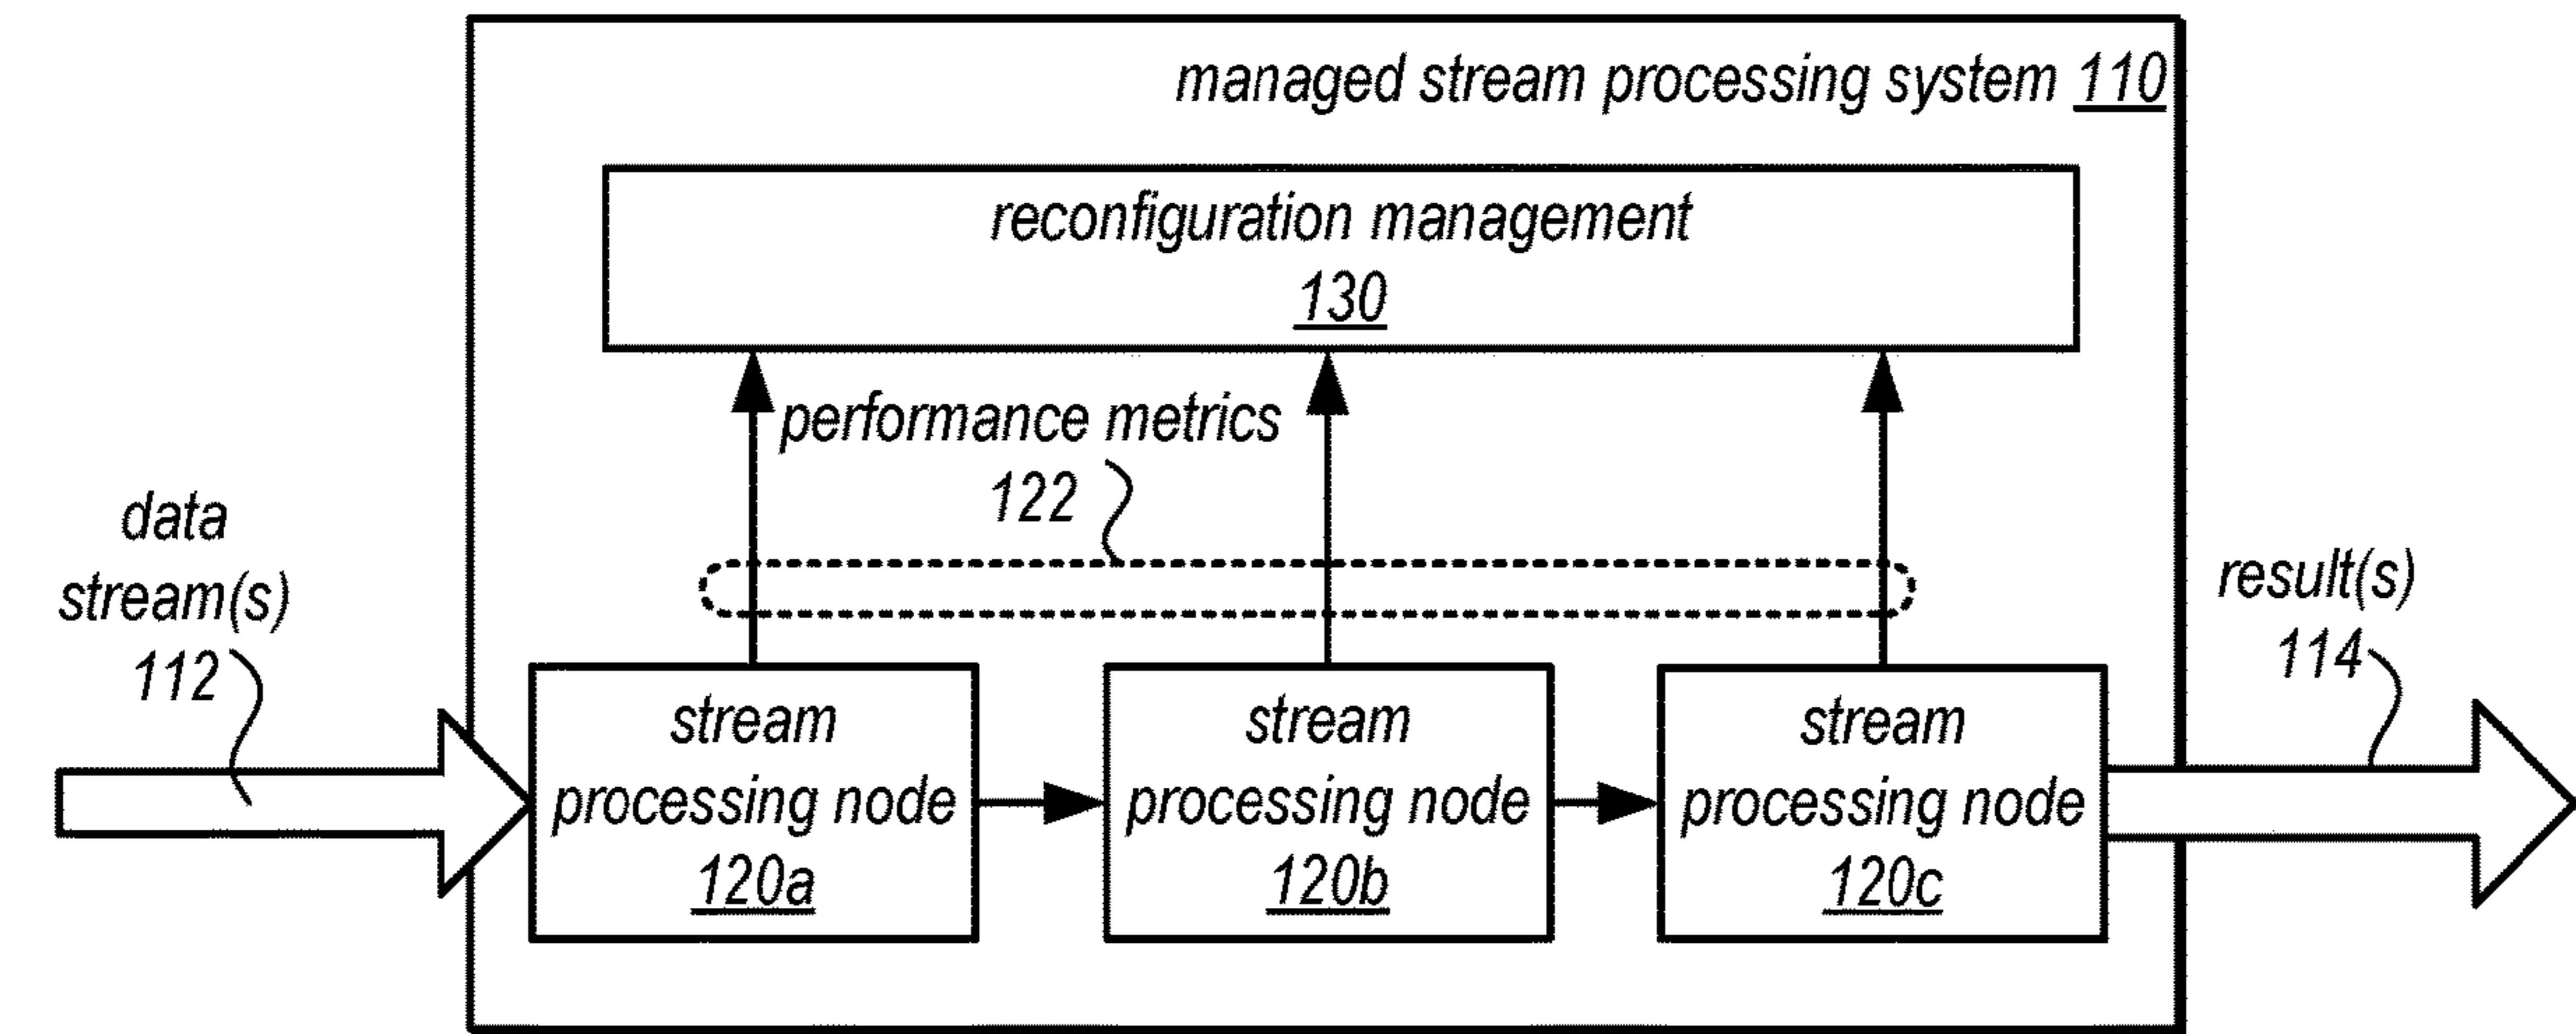 managed stream processing system 110
reconfiguration management
130
performance metrics
122
data
stream(s)
112
result(s)
114
stream
processing node
120a
stream
processing node
120b
stream
processing node
120c